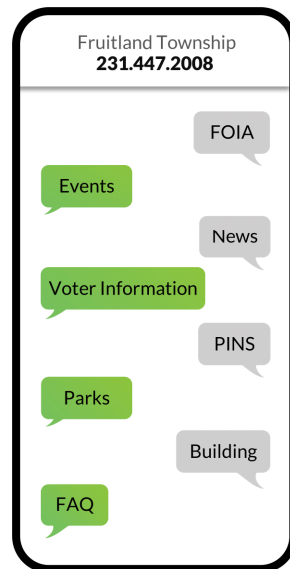 Fruitland Township
231.447.2008
FOIA
Events
News
Voter Information
PINS
Parks
Building
FAQ